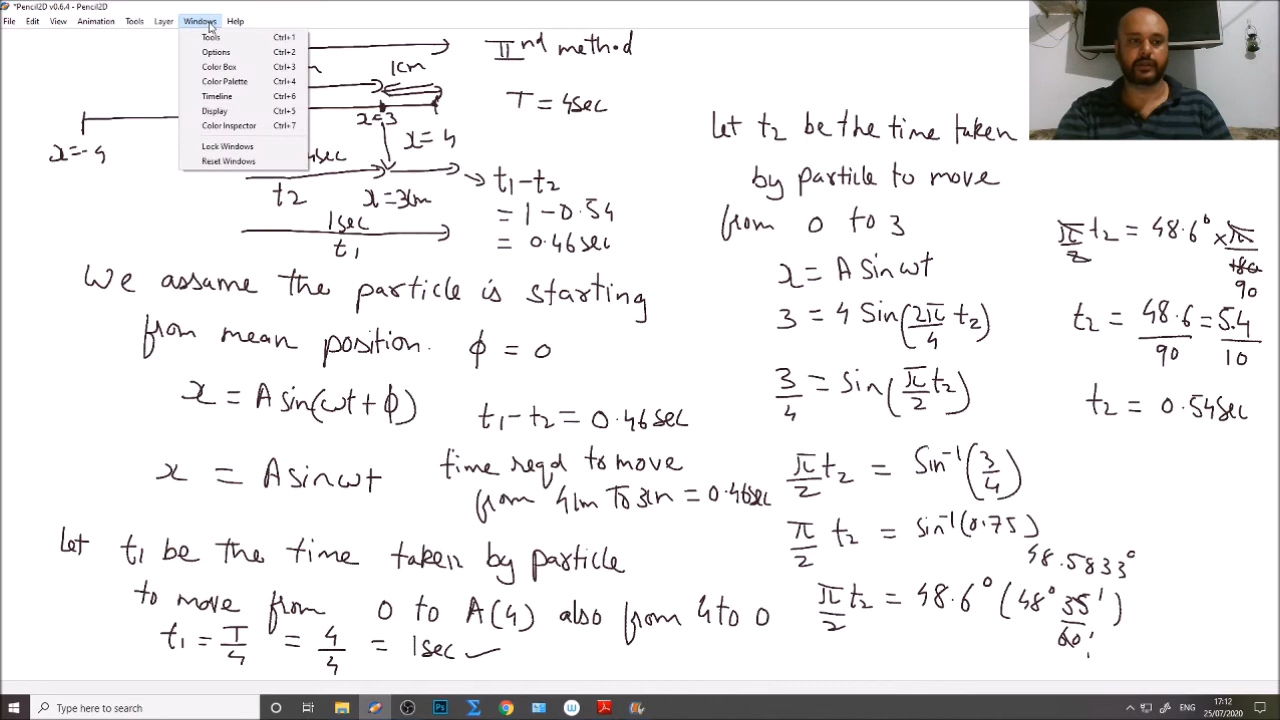 *Pencil2D v0.6.4 - Pencil2D
File Edit View Animation Tools Layer Windows Help
Tools Ctrl+1
Options Ctrl+2
Color Box Ctrl+3
Color Palette Ctrl+4
Timeline Ctrl+6
Display Ctrl+5
Color Inspector Ctrl+7
Lock Windows
Reset Windows
IInd method
1cm
T = 4sec
x=3
x = 4
x=-4
4sec
t2
x=3cm
t1-t2
= 1-0.54
= 0.46sec
1sec
t1
We assume the particle is starting
from mean position. ϕ = 0
x = A sin(ωt + ϕ)
x = A sinωt
t1-t2 = 0.46sec
time reqd to move
from 4cm To 3cm = 0.46sec
Let t1 be the time taken by particle
to move from 0 to A(4) also from 4 to 0
t1 = T/4 = 4/4 = 1sec ✓
Let t2 be the time taken
by particle to move
from 0 to 3
x = A Sin ωt
3 = 4 Sin(2π/4 t2)
3/4 = Sin(π/2 t2)
π/2 t2 = Sin⁻¹(3/4)
π/2 t2 = sin⁻¹(0.75)
48.5833°
π/2 t2 = 48.6° (48° 35'/60')
π/2 t2 = 48.6° × π/180
90
t2 = 48.6/90 = 5.4/10
t2 = 0.54sec
Type here to search
ENG
17:12
25/07/2020